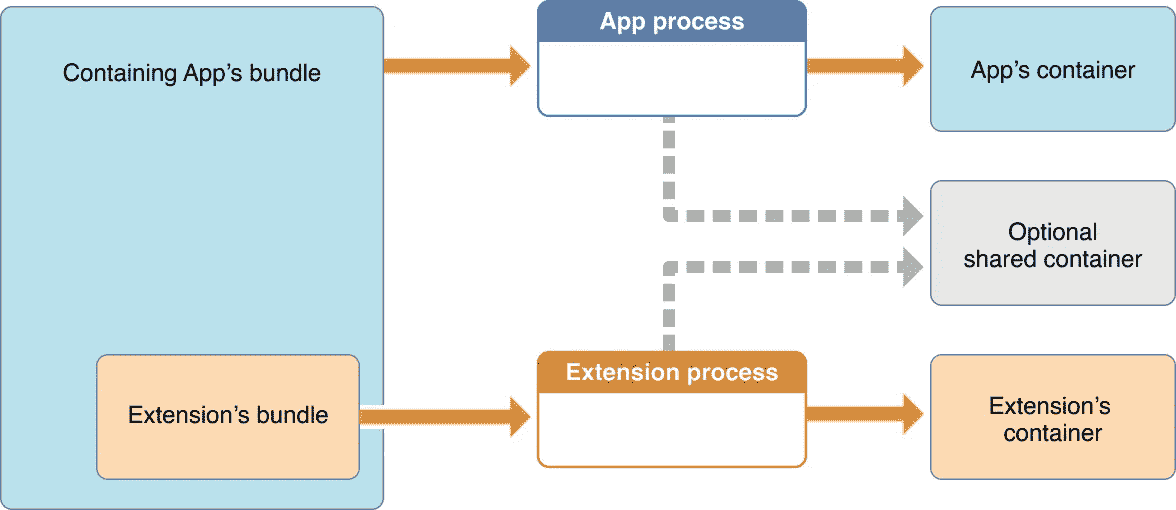 App process
Containing App's bundle
App's container
Optional
shared container
Extension process
Extension's bundle
Extension's
container